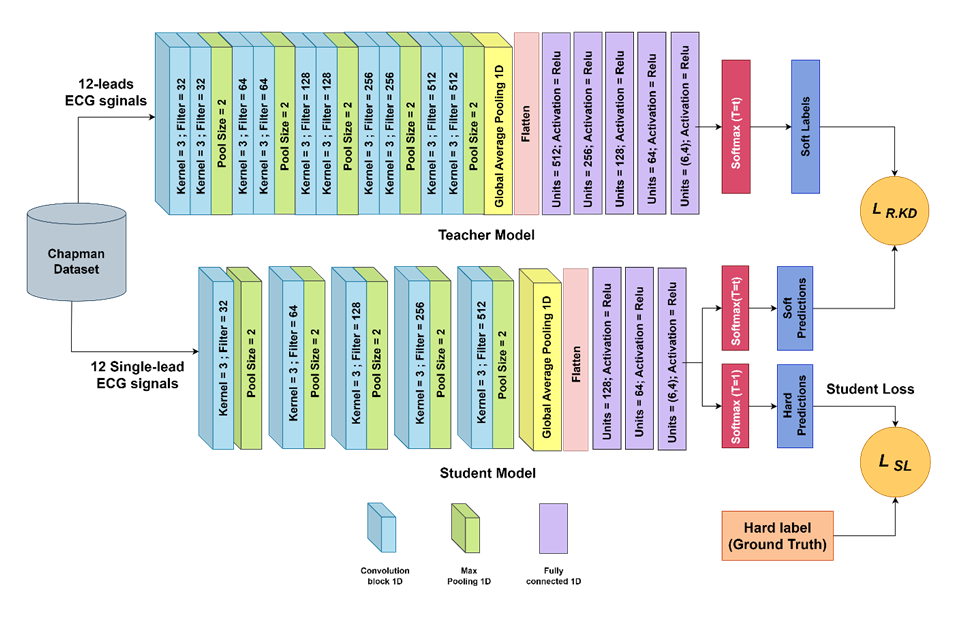 12-leads
ECG sginals
Kernel = 3 ; Filter = 32
Kernel = 3 ; Filter = 32
Pool Size = 2
Kernel = 3 ; Filter = 64
Kernel = 3 ; Filter = 64
Pool Size = 2
Kernel = 3 ; Filter = 128
Kernel = 3 ; Filter = 128
Pool Size = 2
Kernel = 3 ; Filter = 256
Kernel = 3 ; Filter = 256
Pool Size = 2
Kernel = 3 ; Filter = 512
Kernel = 3 ; Filter = 512
Pool Size = 2
Global Average Pooling 1D
Flatten
Units = 512; Activation = Relu
Units = 256; Activation = Relu
Units = 128; Activation = Relu
Units = 64; Activation = Relu
Units = (6,4); Activation = Relu
Softmax (T=t)
Soft Labels
L R.KD
Teacher Model
Chapman
Dataset
12 Single-lead
ECG signals
Kernel = 3 ; Filter = 32
Pool Size = 2
Kernel = 3 ; Filter = 64
Pool Size = 2
Kernel = 3 ; Filter = 128
Pool Size = 2
Kernel = 3 ; Filter = 256
Pool Size = 2
Kernel = 3 ; Filter = 512
Pool Size = 2
Global Average Pooling 1D
Flatten
Units = 128; Activation = Relu
Units = 64; Activation = Relu
Units = (6,4); Activation = Relu
Softmax(T=t)
Soft
Predictions
Softmax (T=1)
Hard
Predictions
Student Loss
L SL
Student Model
Hard label
(Ground Truth)
Convolution
block 1D
Max
Pooling 1D
Fully
connected 1D